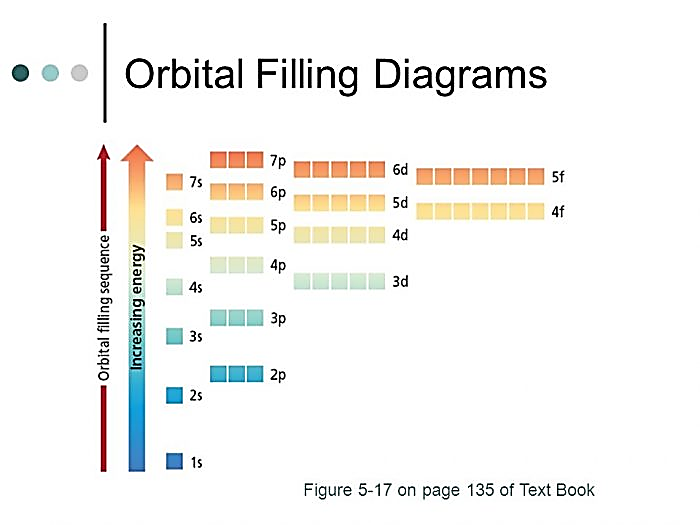 Orbital Filling Diagrams
Orbital filling sequence
Increasing energy
7p
6d
5f
7s
6p
5d
4f
6s
5p
4d
5s
4p
3d
4s
3p
3s
2p
2s
1s
Figure 5-17 on page 135 of Text Book